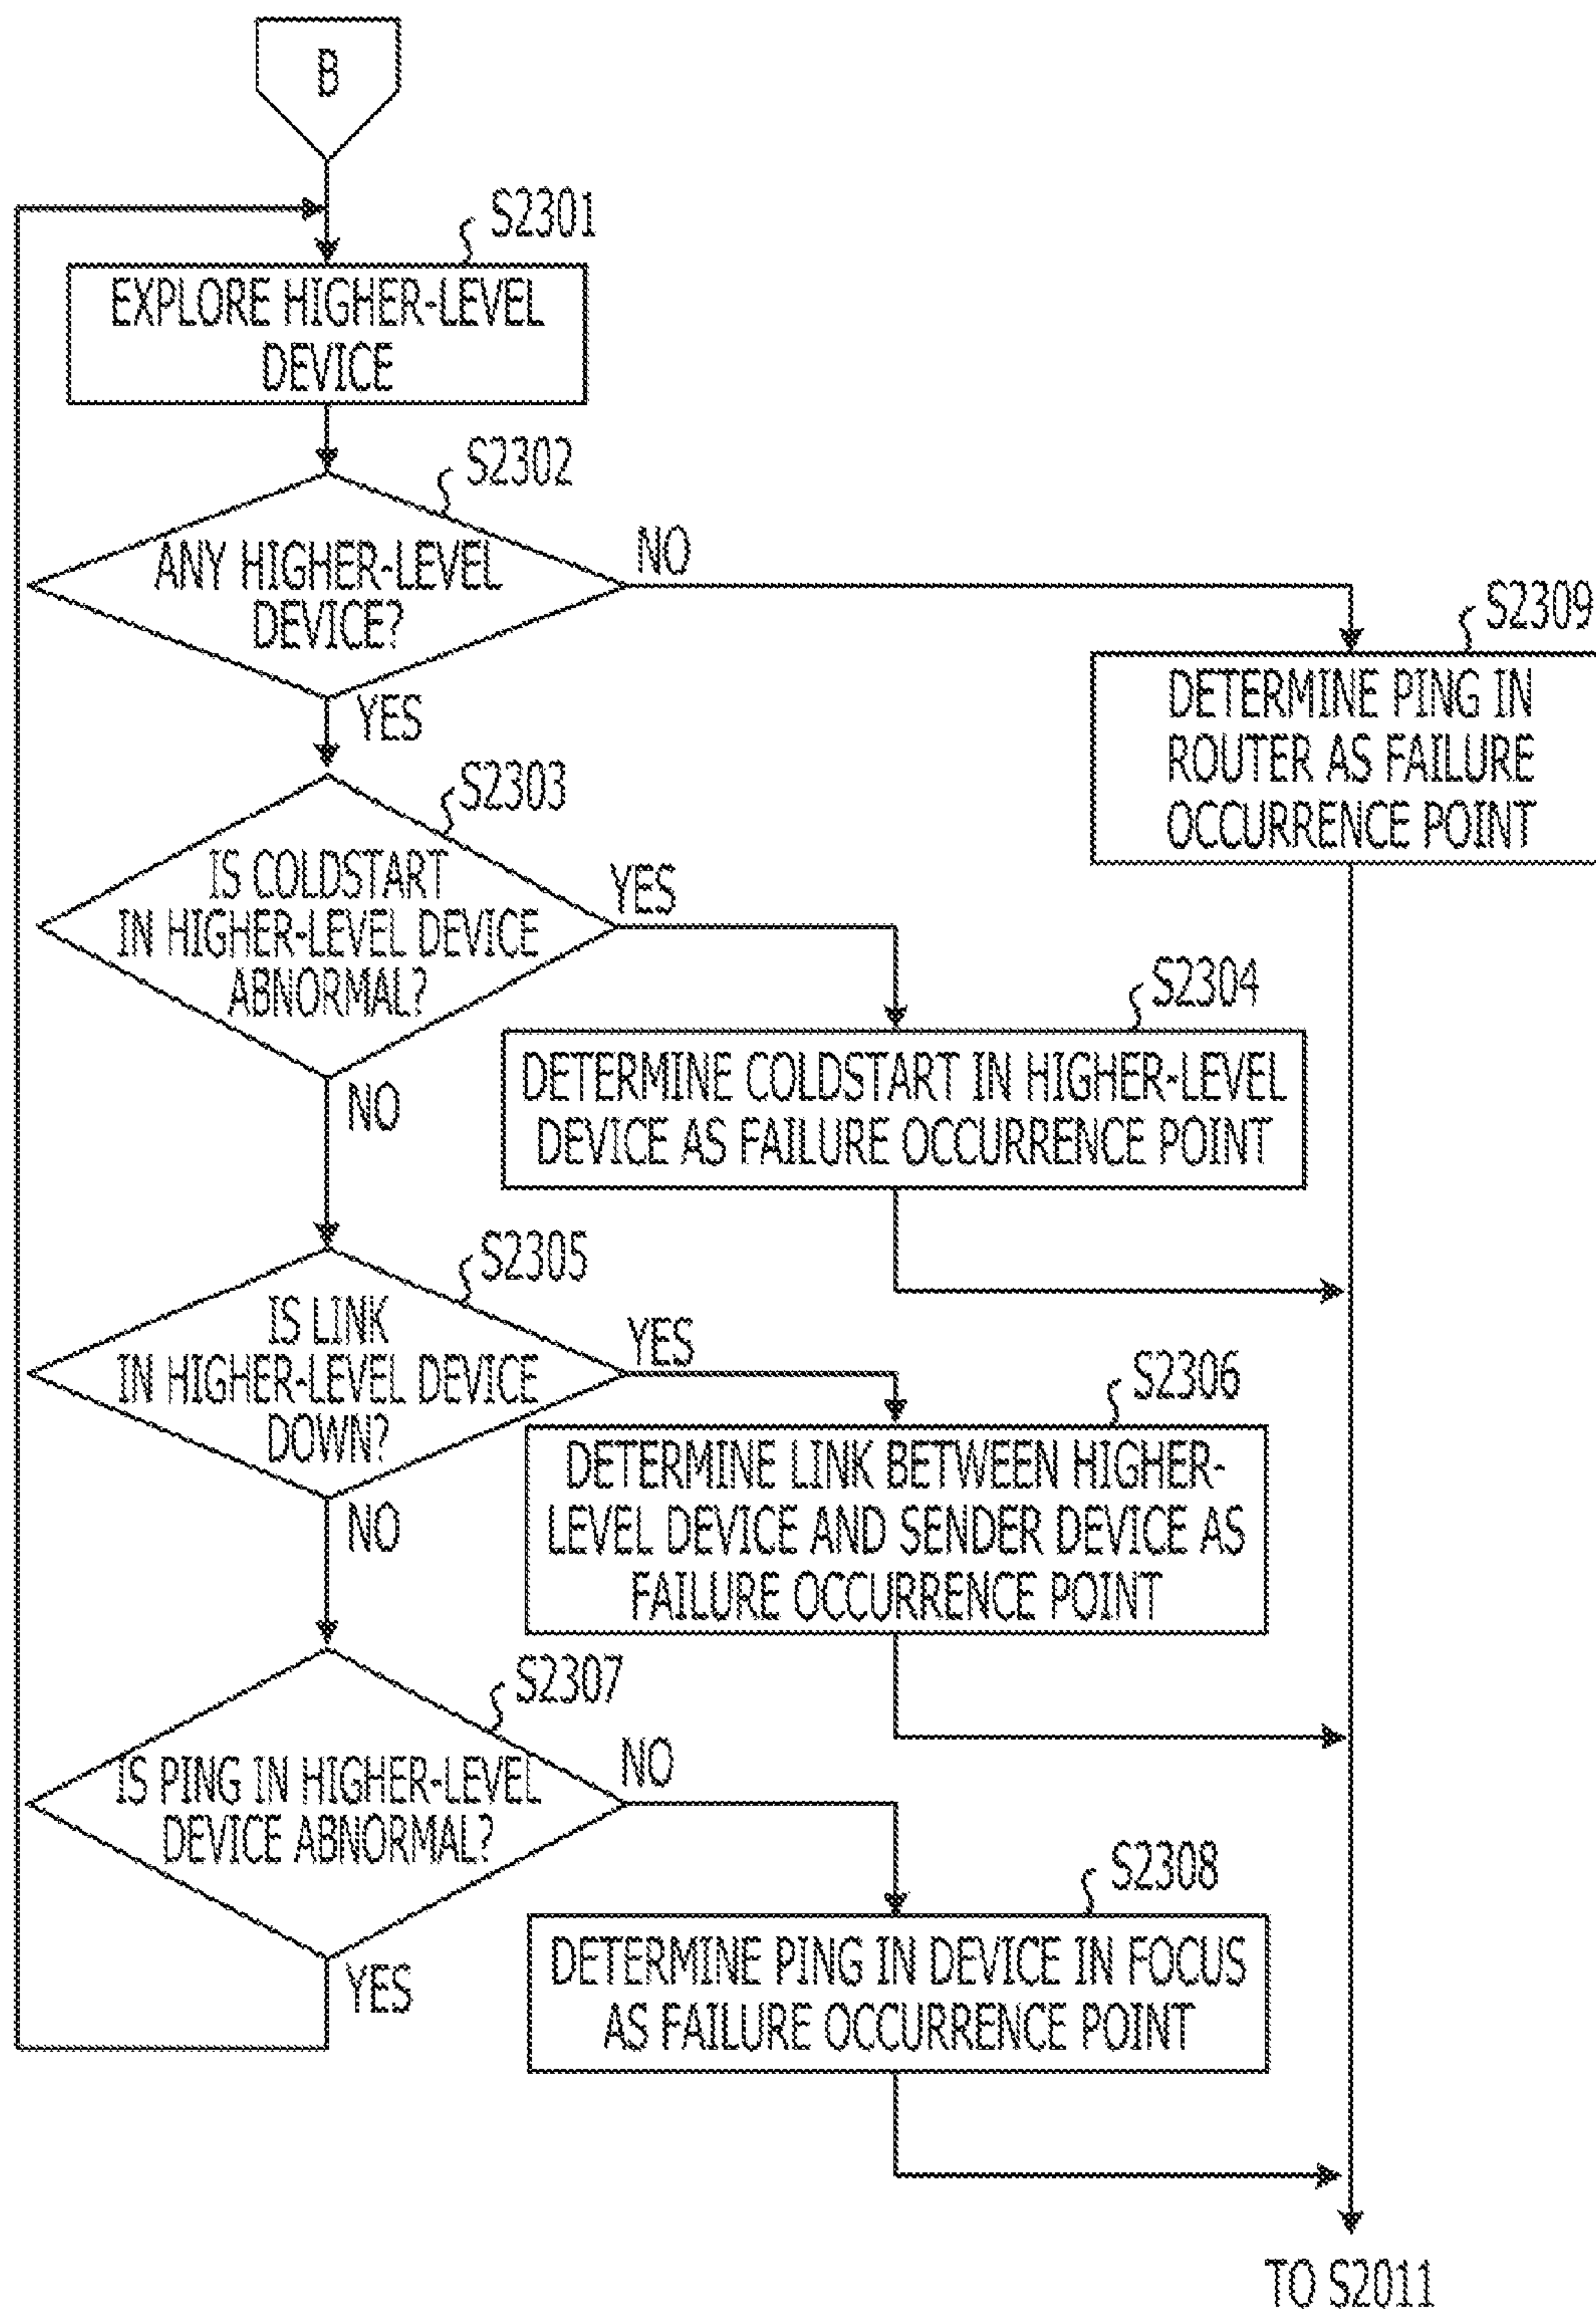 B
S2301
EXPLORE HIGHER-LEVEL
DEVICE
S2302
ANY HIGHER-LEVEL
DEVICE?
NO
YES
S2309
DETERMINE PING IN
ROUTER AS FAILURE
OCCURRENCE POINT
S2303
IS COLDSTART
IN HIGHER-LEVEL DEVICE
ABNORMAL?
YES
NO
S2304
DETERMINE COLDSTART IN HIGHER-LEVEL
DEVICE AS FAILURE OCCURRENCE POINT
S2305
IS LINK
IN HIGHER-LEVEL DEVICE
DOWN?
YES
NO
S2306
DETERMINE LINK BETWEEN HIGHER-
LEVEL DEVICE AND SENDER DEVICE AS
FAILURE OCCURRENCE POINT
S2307
IS PING IN HIGHER-LEVEL
DEVICE ABNORMAL?
NO
YES
S2308
DETERMINE PING IN DEVICE IN FOCUS
AS FAILURE OCCURRENCE POINT
TO S2011